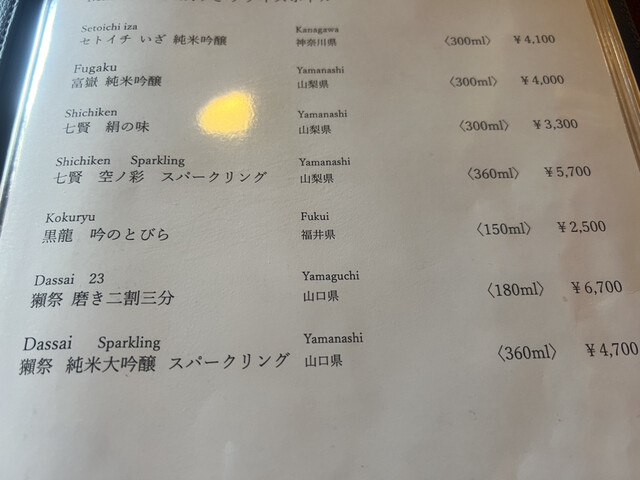 Setoichi iza Kanagawa
セトイチ いざ 純米吟醸 神奈川県 〈300ml〉 ¥4,100
Fugaku Yamanashi
富嶽 純米吟醸 山梨県 〈300ml〉 ¥4,000
Shichiken Yamanashi
七賢 絹の味 山梨県 〈300ml〉 ¥3,300
Shichiken Sparkling Yamanashi
七賢 空ノ彩 スパークリング 山梨県 〈360ml〉 ¥5,700
Kokuryu Fukui
黒龍 吟のとびら 福井県 〈150ml〉 ¥2,500
Dassai 23 Yamaguchi
獺祭 磨き二割三分 山口県 〈180ml〉 ¥6,700
Dassai Sparkling Yamanashi
獺祭 純米大吟醸 スパークリング 山口県 〈360ml〉 ¥4,700